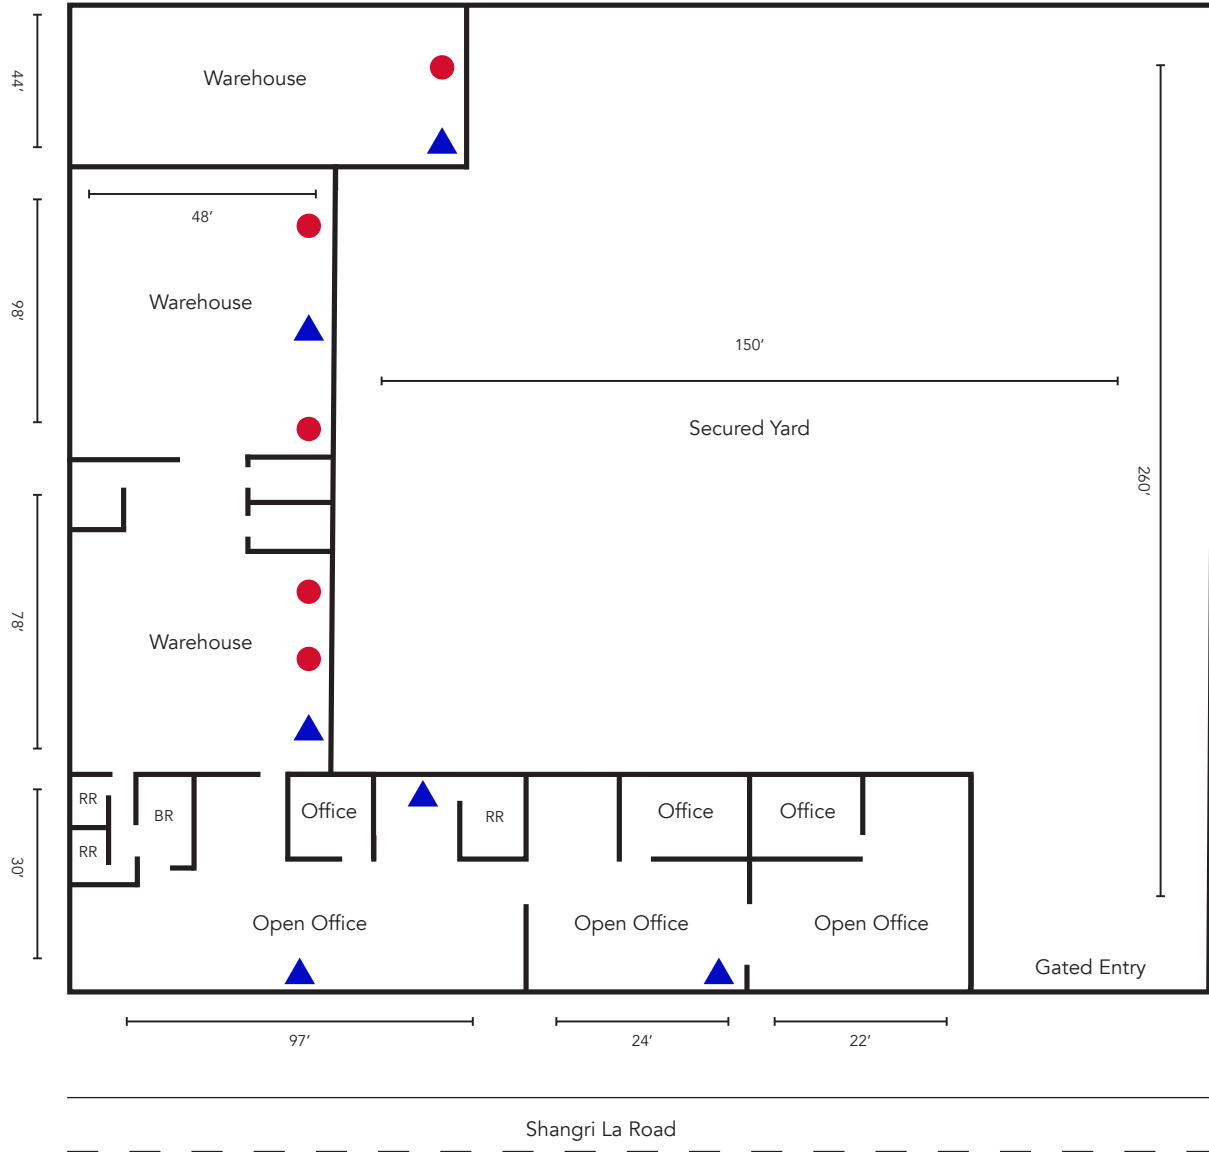 44’
Warehouse
48’
98’
Warehouse
150’
Secured Yard
260’
78’
Warehouse
RR
BR
Office
RR
Office
Office
RR
30’
Open Office
Open Office
Open Office
Gated Entry
97’
24’
22’
Shangri La Road